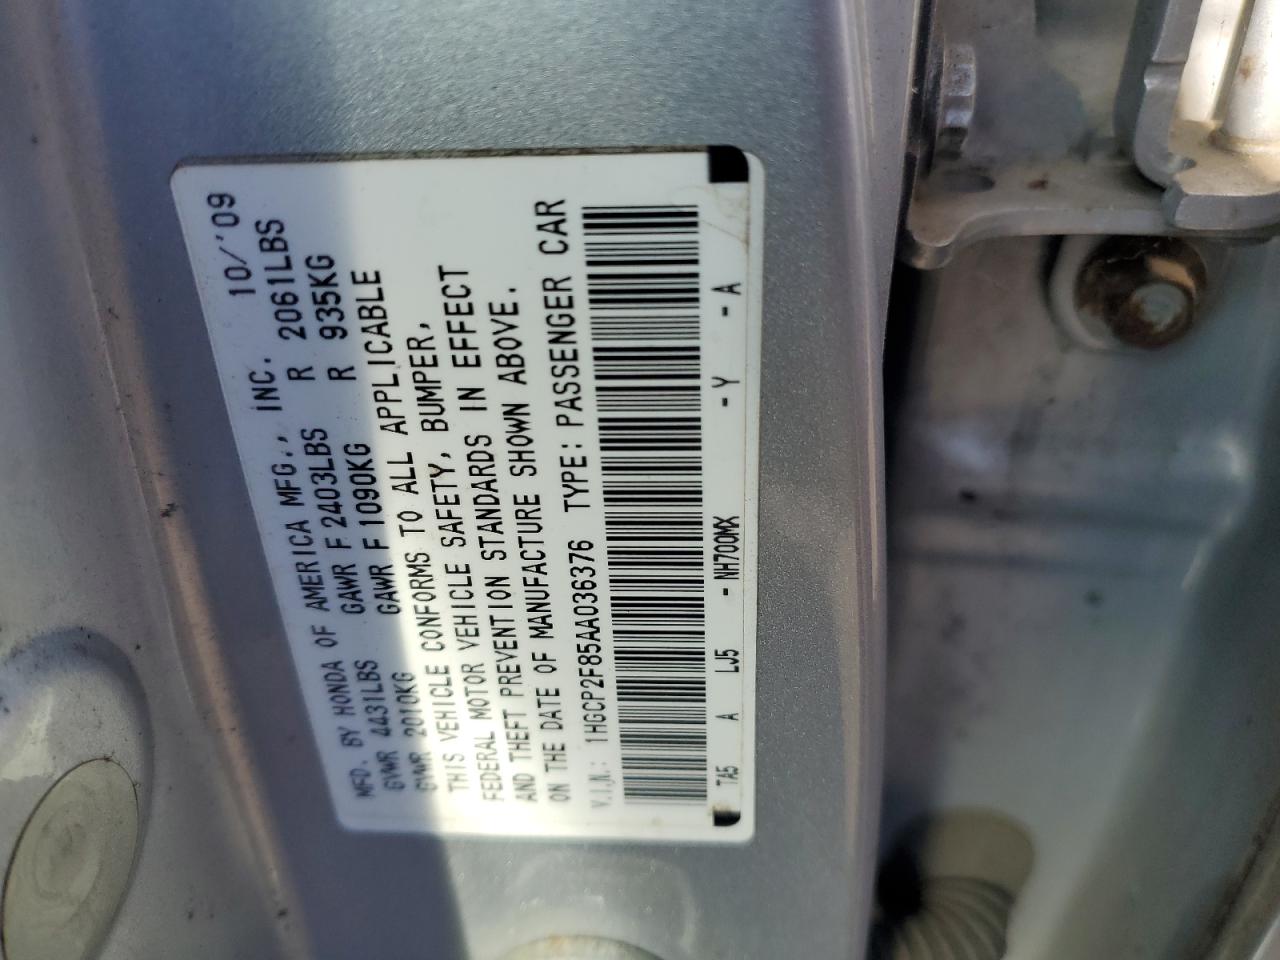 MFD. BY HONDA OF AMERICA MFG., INC. 10/'09
GVWR 4431LBS GAWR F 2403LBS R 2061LBS
GVWR 2010KG GAWR F 1090KG R 935KG
THIS VEHICLE CONFORMS TO ALL APPLICABLE
FEDERAL MOTOR VEHICLE SAFETY, BUMPER,
AND THEFT PREVENTION STANDARDS IN EFFECT
ON THE DATE OF MANUFACTURE SHOWN ABOVE.
V.I.N.: 1HGCP2F85AA036376 TYPE: PASSENGER CAR
TA5 A LJ5 - NH700MX - Y - A